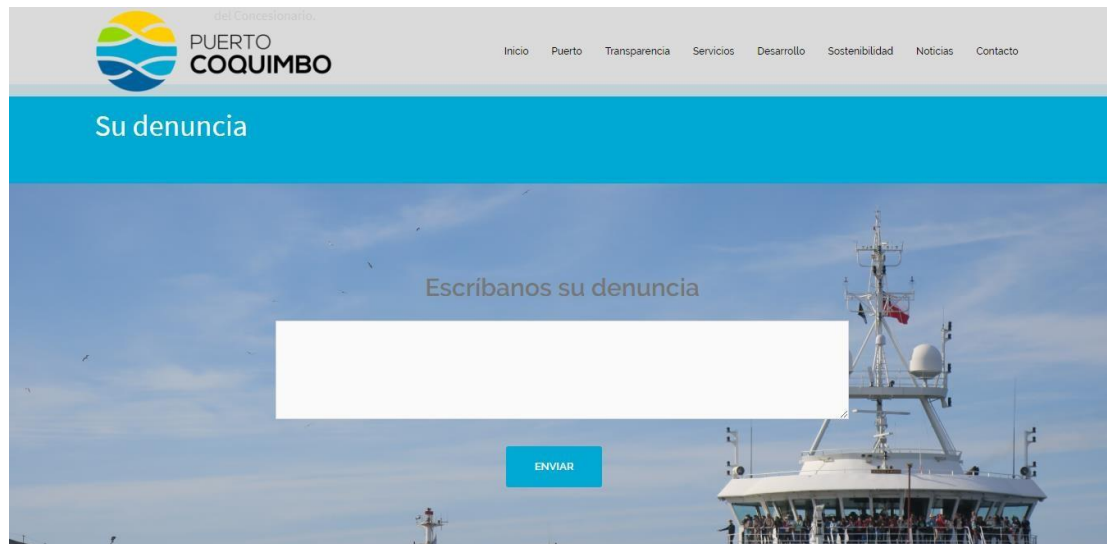 del Concesionario.
PUERTO
COQUIMBO
Inicio Puerto Transparencia Servicios Desarrollo Sostenibilidad Noticias Contacto
Su denuncia
Escríbanos su denuncia
ENVIAR